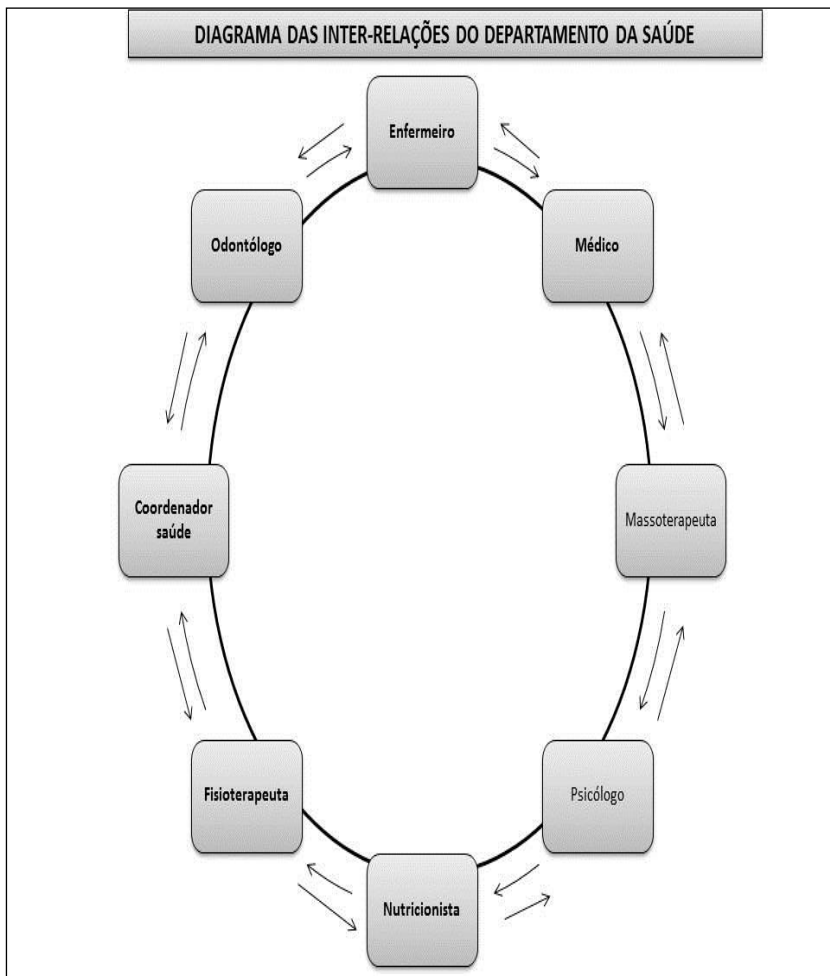 DIAGRAMA DAS INTER-RELAÇÕES DO DEPARTAMENTO DA SAÚDE
Enfermeiro
Odontólogo
Médico
Coordenador
saúde
Massoterapeuta
Fisioterapeuta
Psicólogo
Nutricionista